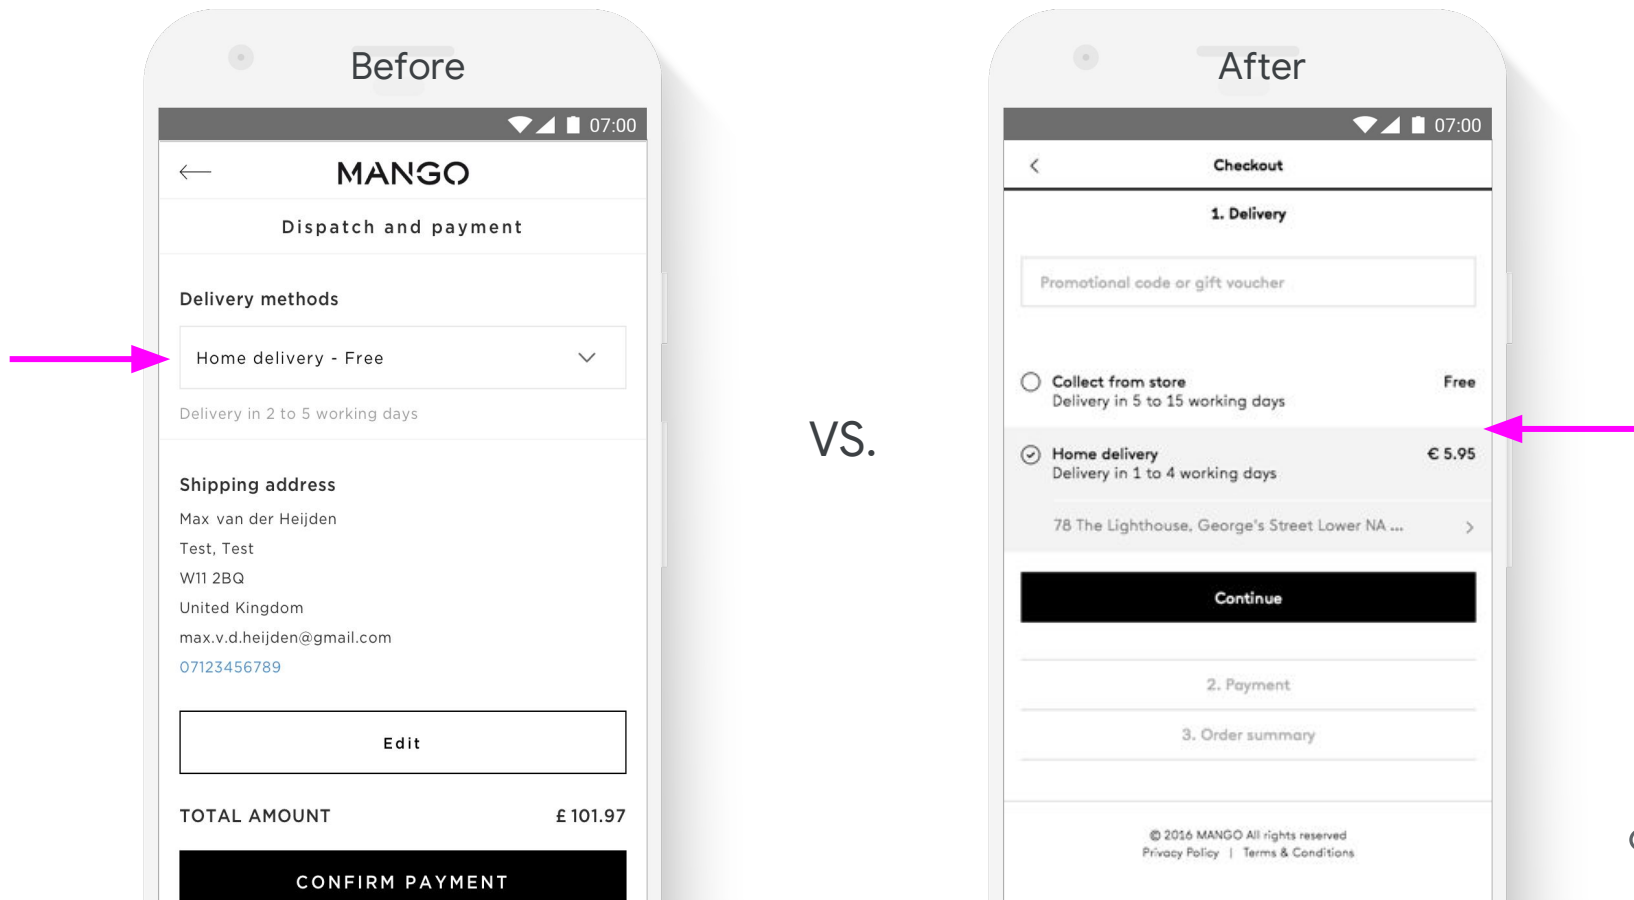 Before
07:00
MANGO
Dispatch and payment
Delivery methods
Home delivery - Free
Delivery in 2 to 5 working days
Shipping address
Max van der Heijden
Test, Test
W11 2BQ
United Kingdom
max.v.d.heijden@gmail.com
07123456789
Edit
TOTAL AMOUNT £ 101.97
CONFIRM PAYMENT
VS.
After
07:00
Checkout
1. Delivery
Promotional code or gift voucher
Collect from store Free
Delivery in 5 to 15 working days
Home delivery € 5.95
Delivery in 1 to 4 working days
78 The Lighthouse, George's Street Lower NA ...
Continue
2. Payment
3. Order summary
© 2016 MANGO All rights reserved
Privacy Policy | Terms & Conditions